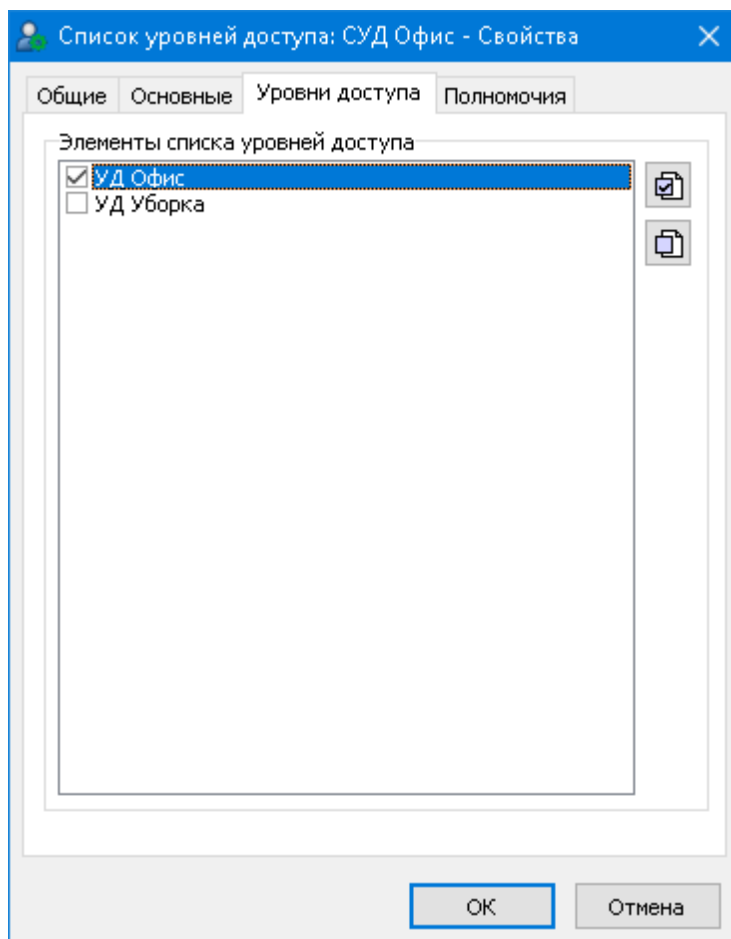 Список уровней доступа: СУД Офис - Свойства
Общие Основные Уровни доступа Полномочия
Элементы списка уровней доступа
УД Офис
УД Уборка
ОК Отмена